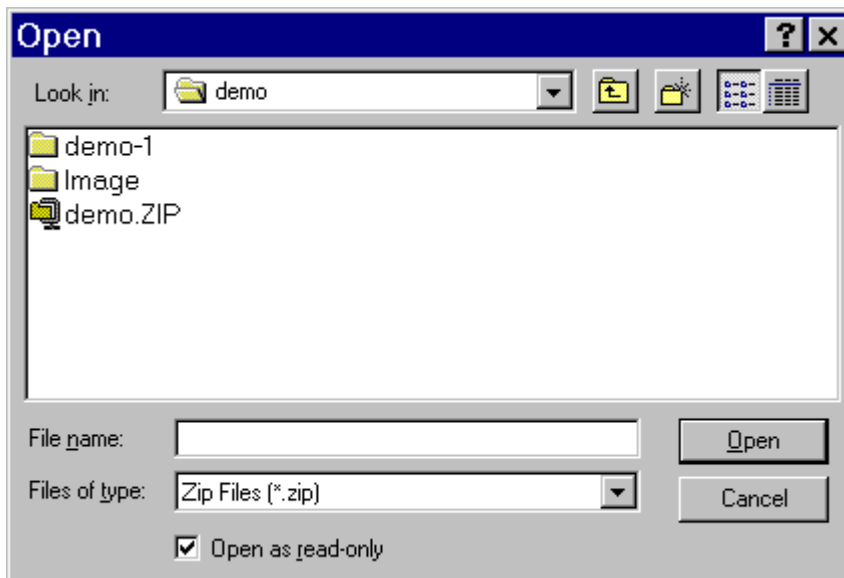 Open
Look in: demo
demo-1
Image
demo.ZIP
File name: Open
Files of type: Zip Files (*.zip) Cancel
Open as read-only